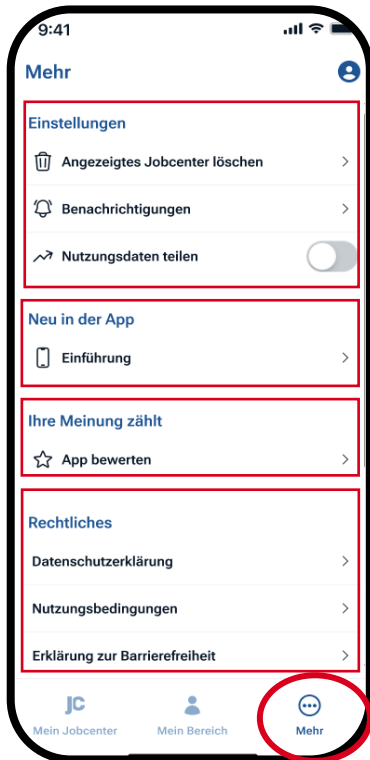 9:41
Mehr
Einstellungen
Angezeigtes Jobcenter löschen
Benachrichtigungen
Nutzungsdaten teilen
Neu in der App
Einführung
Ihre Meinung zählt
App bewerten
Rechtliches
Datenschutzerklärung
Nutzungsbedingungen
Erklärung zur Barrierefreiheit
JC
Mein Jobcenter Mein Bereich Mehr